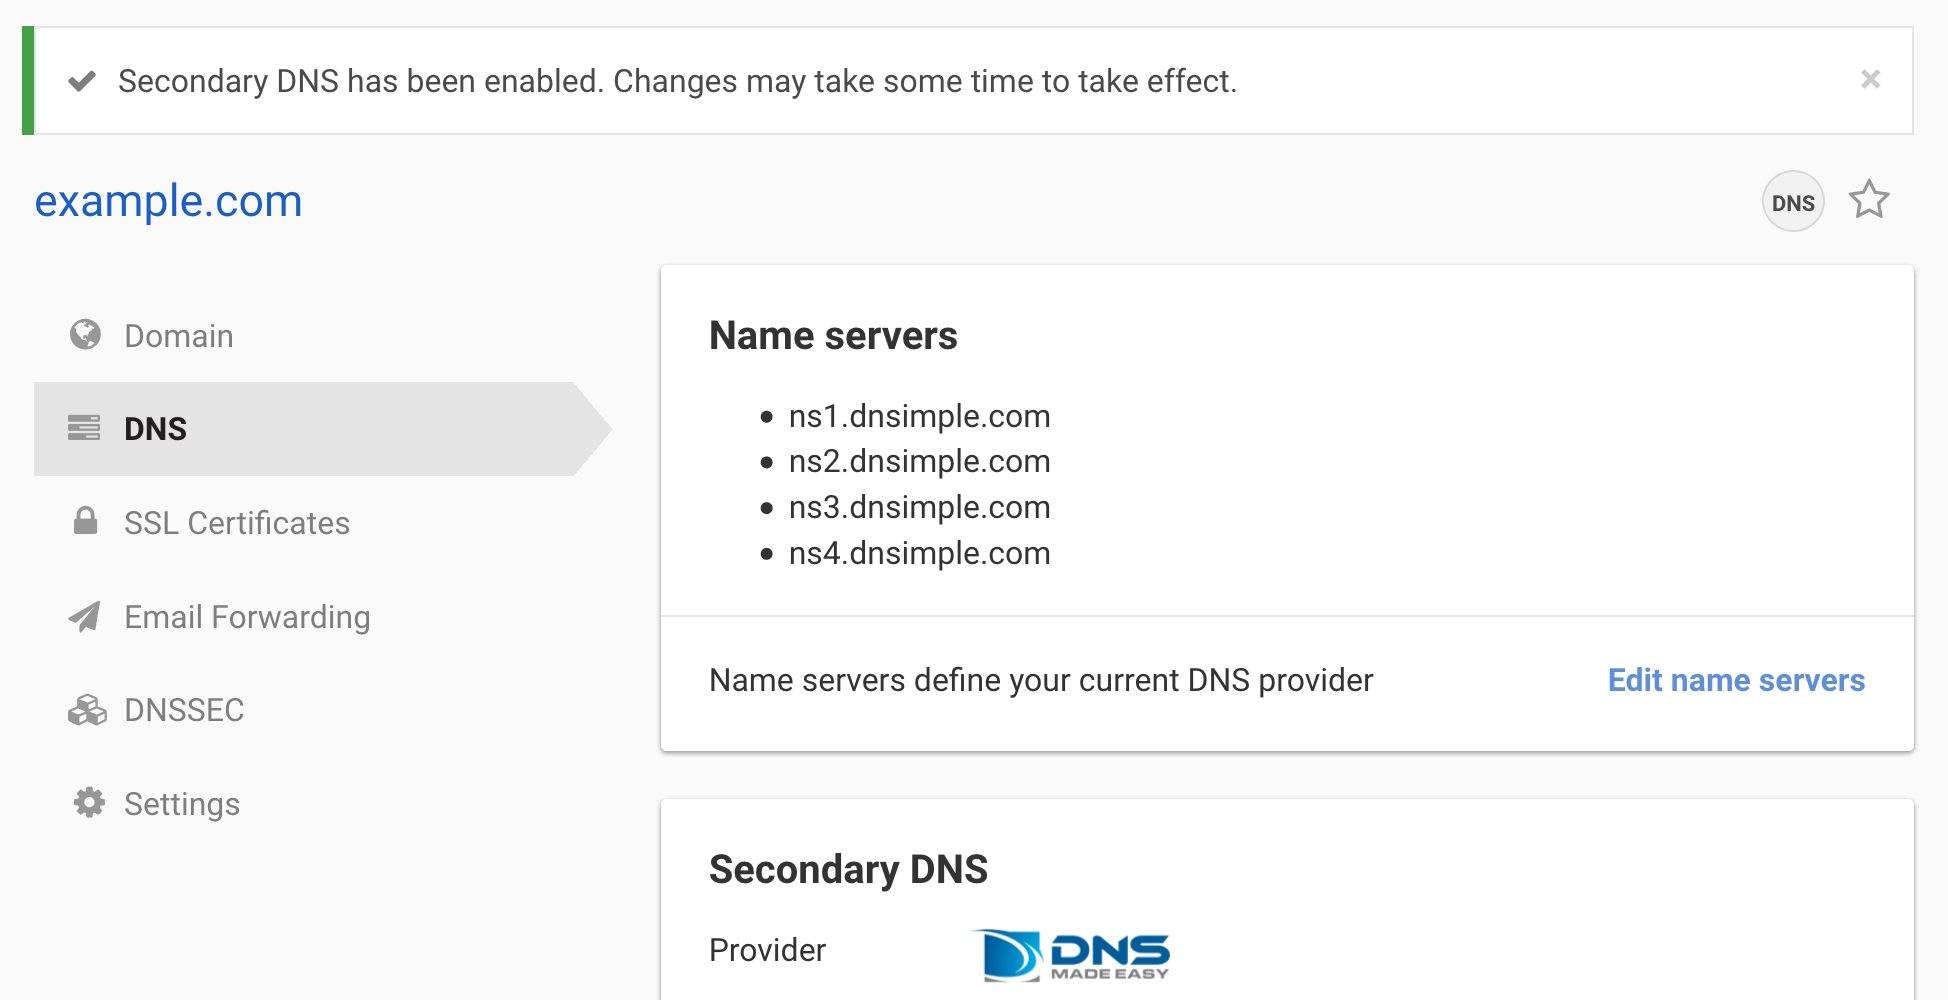 Secondary DNS has been enabled. Changes may take some time to take effect.
example.com
DNS
Domain
DNS
SSL Certificates
Email Forwarding
DNSSEC
Settings
Name servers
ns1.dnsimple.com
ns2.dnsimple.com
ns3.dnsimple.com
ns4.dnsimple.com
Name servers define your current DNS provider
Edit name servers
Secondary DNS
Provider
DNS
MADE EASY